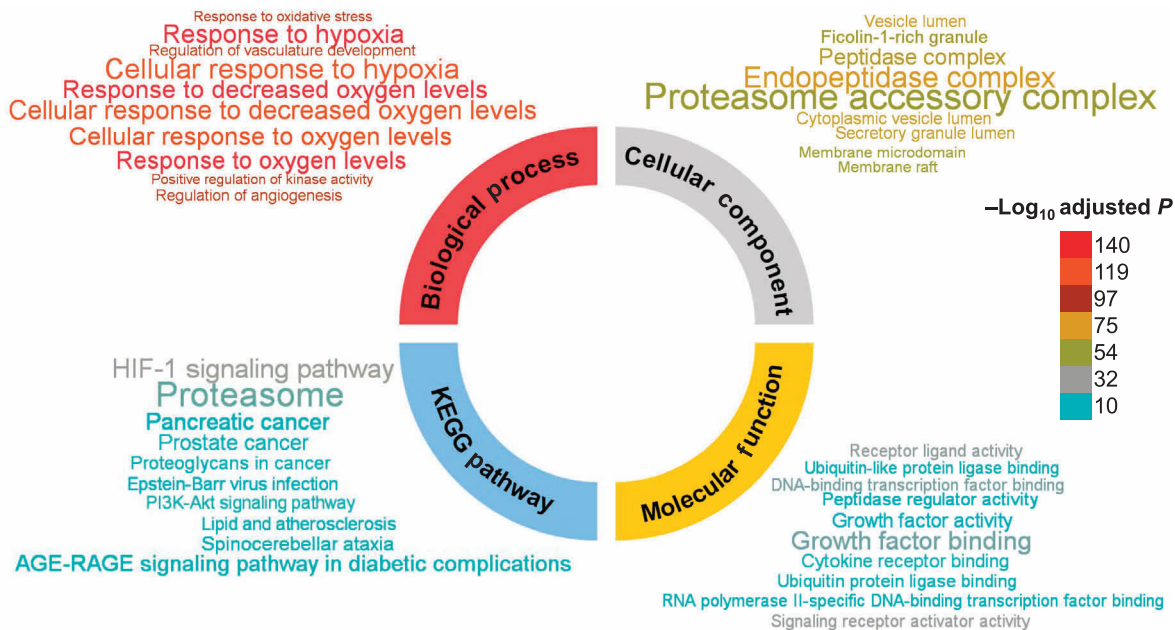 Response to oxidative stress
Response to hypoxia
Regulation of vasculature development
Cellular response to hypoxia
Response to decreased oxygen levels
Cellular response to decreased oxygen levels
Cellular response to oxygen levels
Response to oxygen levels
Positive regulation of kinase activity
Regulation of angiogenesis
Vesicle lumen
Ficolin-1-rich granule
Peptidase complex
Endopeptidase complex
Proteasome accessory complex
Cytoplasmic vesicle lumen
Secretory granule lumen
Membrane microdomain
Membrane raft
Biological process
Cellular component
–Log10 adjusted P
140
119
97
75
54
32
10
HIF-1 signaling pathway
Proteasome
Pancreatic cancer
Prostate cancer
Proteoglycans in cancer
Epstein-Barr virus infection
PI3K-Akt signaling pathway
Lipid and atherosclerosis
Spinocerebellar ataxia
AGE-RAGE signaling pathway in diabetic complications
KEGG pathway
Molecular function
Receptor ligand activity
Ubiquitin-like protein ligase binding
DNA-binding transcription factor binding
Peptidase regulator activity
Growth factor activity
Growth factor binding
Cytokine receptor binding
Ubiquitin protein ligase binding
RNA polymerase II-specific DNA-binding transcription factor binding
Signaling receptor activator activity